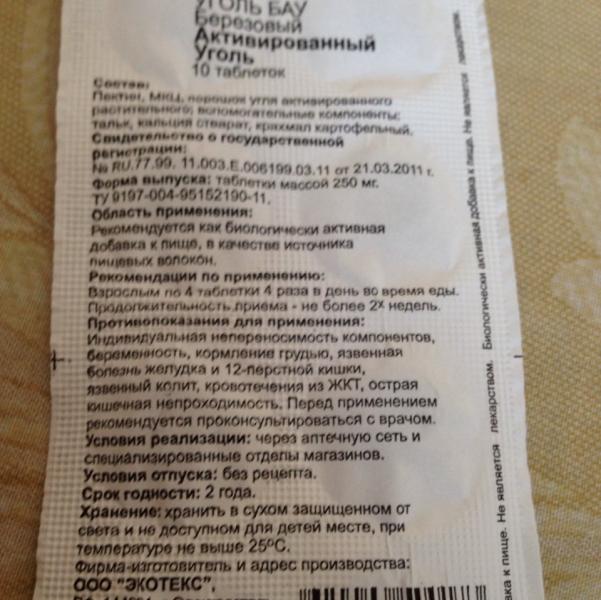 УГОЛЬ БАУ
Березовый
Активированный
Уголь
10 таблеток
Состав:
Пектин, МКЦ, порошок угля активированного
растительного; вспомогательные компоненты:
тальк, кальция стеарат, крахмал картофельный.
Свидетельство о государственной
регистрации:
№ RU.77.99. 11.003.Е.006199.03.11 от 21.03.2011 г.
Форма выпуска: таблетки массой 250 мг.
ТУ 9197-004-95152190-11.
Область применения:
Рекомендуется как биологически активная
добавка к пище, в качестве источника
пищевых волокон.
Рекомендации по применению:
Взрослым по 4 таблетки 4 раза в день во время еды.
Продолжительность приема - не более 2х недель.
Противопоказания для применения:
Индивидуальная непереносимость компонентов,
беременность, кормление грудью, язвенная
болезнь желудка и 12-перстной кишки,
язвенный колит, кровотечения из ЖКТ, острая
кишечная непроходимость. Перед применением
рекомендуется проконсультироваться с врачом.
Условия реализации: через аптечную сеть и
специализированные отделы магазинов.
Условия отпуска: без рецепта.
Срок годности: 2 года.
Хранение: хранить в сухом защищенном от
света и не доступном для детей месте, при
температуре не выше 25ºС.
Фирма-изготовитель и адрес производства:
ООО "ЭКОТЕКС",
лекарством. Биологически активная добавка к пище. Не является лекарством.
ка к пище. Не является